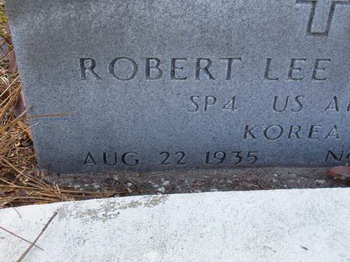 ROBERT LEE
SP4 US
KOREA
AUG 22 1935